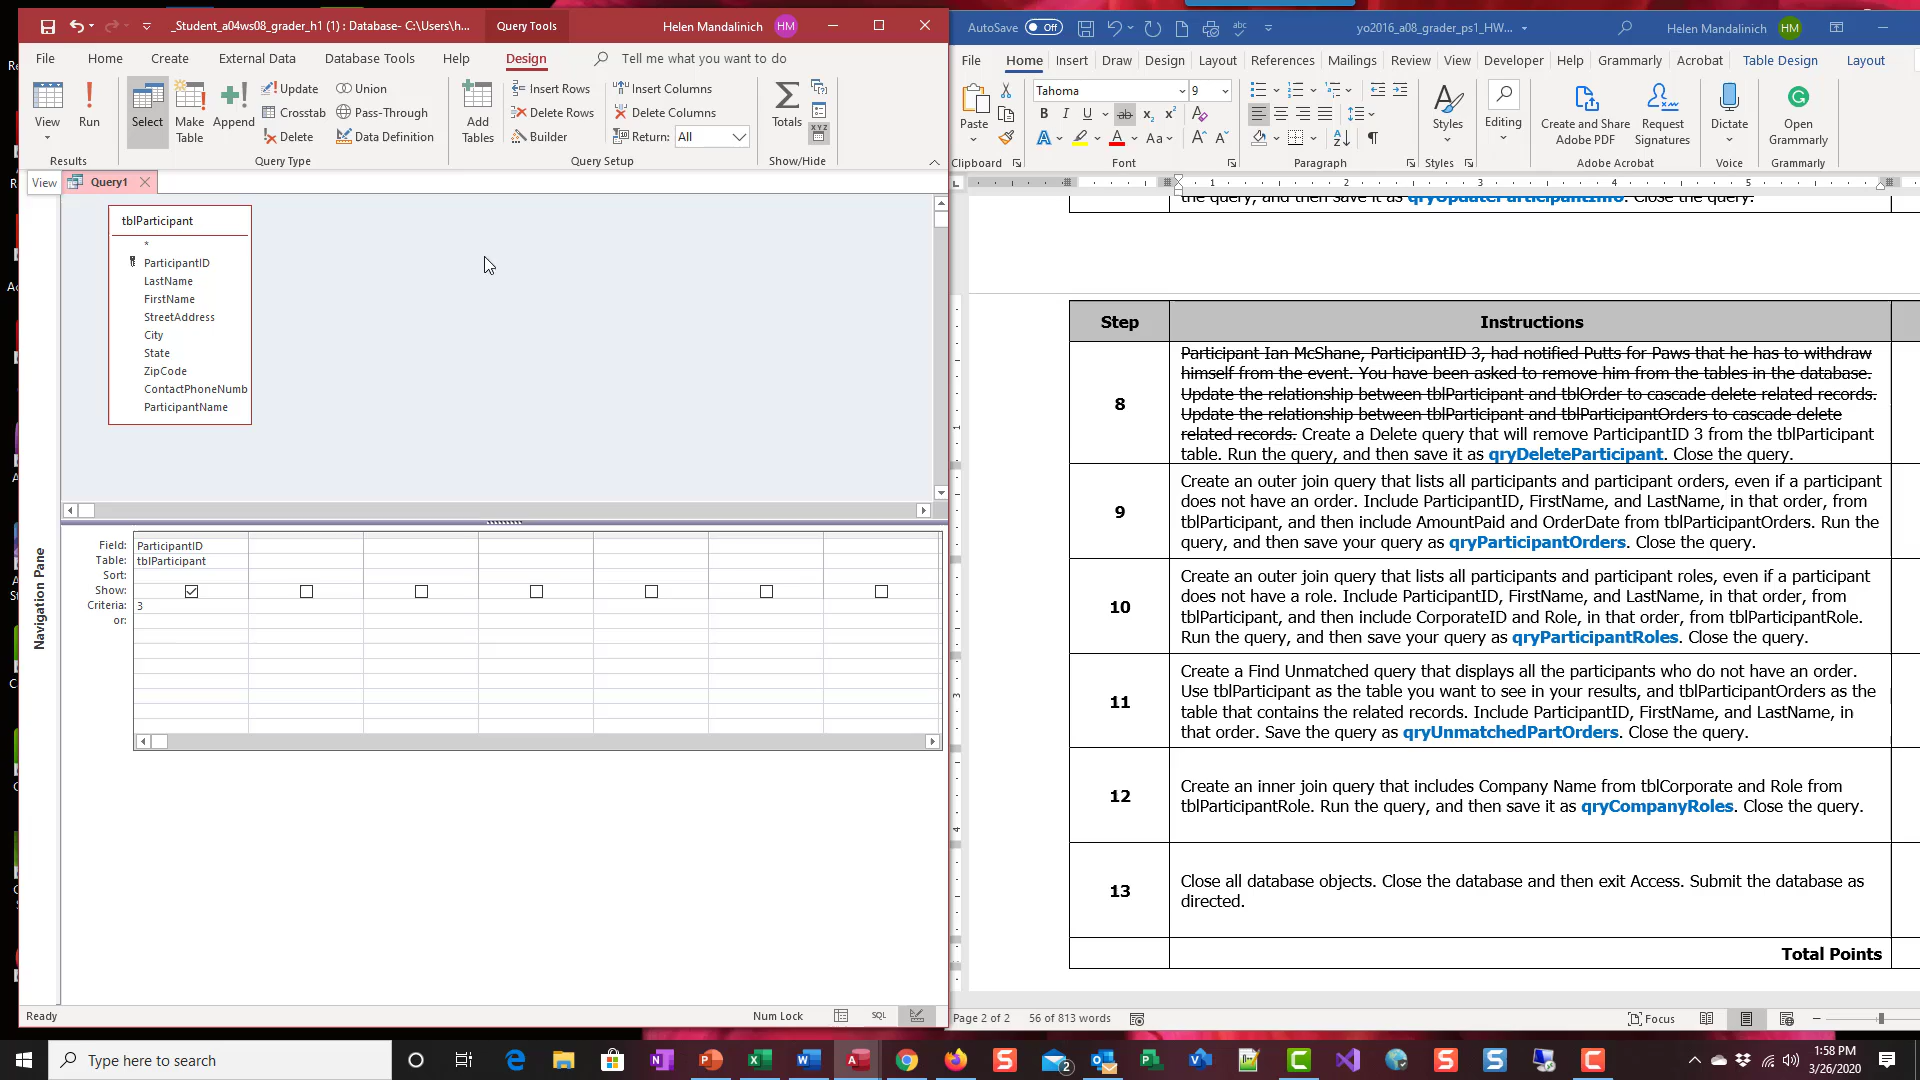 _Student_a04ws08_grader_h1 (1) : Database- C:\Users\h...
Query Tools
Helen Mandalinich
HM
File
Home
Create
External Data
Database Tools
Help
Design
Tell me what you want to do
View
Run
Select
Make Table
Append
Update
Crosstab
Delete
Union
Pass-Through
Data Definition
Add Tables
Insert Rows
Delete Rows
Builder
Insert Columns
Delete Columns
Return: All
Totals
Results
Query Type
Query Setup
Show/Hide
View
Query1
tblParticipant
*
ParticipantID
LastName
FirstName
StreetAddress
City
State
ZipCode
ContactPhoneNumb
ParticipantName
Navigation Pane
Field: ParticipantID
Table: tblParticipant
Sort:
Show:
Criteria: 3
or:
Ready
Num Lock
SQL
AutoSave Off
yo2016_a08_grader_ps1_HW...
Helen Mandalinich
HM
File
Home
Insert
Draw
Design
Layout
References
Mailings
Review
View
Developer
Help
Grammarly
Acrobat
Table Design
Layout
Paste
Tahoma
9
Styles
Editing
Create and Share Adobe PDF
Request Signatures
Dictate
Open Grammarly
Clipboard
Font
Paragraph
Styles
Adobe Acrobat
Voice
Grammarly
the query, and then save it as qryUpdateParticipantInfo. Close the query.
Step Instructions
8
Participant Ian McShane, ParticipantID 3, had notified Putts for Paws that he has to withdraw
himself from the event. You have been asked to remove him from the tables in the database.
Update the relationship between tblParticipant and tblOrder to cascade delete related records.
Update the relationship between tblParticipant and tblParticipantOrders to cascade delete
related records. Create a Delete query that will remove ParticipantID 3 from the tblParticipant
table. Run the query, and then save it as qryDeleteParticipant. Close the query.
9
Create an outer join query that lists all participants and participant orders, even if a participant
does not have an order. Include ParticipantID, FirstName, and LastName, in that order, from
tblParticipant, and then include AmountPaid and OrderDate from tblParticipantOrders. Run the
query, and then save your query as qryParticipantOrders. Close the query.
10
Create an outer join query that lists all participants and participant roles, even if a participant
does not have a role. Include ParticipantID, FirstName, and LastName, in that order, from
tblParticipant, and then include CorporateID and Role, in that order, from tblParticipantRole.
Run the query, and then save your query as qryParticipantRoles. Close the query.
11
Create a Find Unmatched query that displays all the participants who do not have an order.
Use tblParticipant as the table you want to see in your results, and tblParticipantOrders as the
table that contains the related records. Include ParticipantID, FirstName, and LastName, in
that order. Save the query as qryUnmatchedPartOrders. Close the query.
12
Create an inner join query that includes Company Name from tblCorporate and Role from
tblParticipantRole. Run the query, and then save it as qryCompanyRoles. Close the query.
13
Close all database objects. Close the database and then exit Access. Submit the database as
directed.
Total Points
Page 2 of 2
56 of 813 words
Focus
Type here to search
1:58 PM
3/26/2020